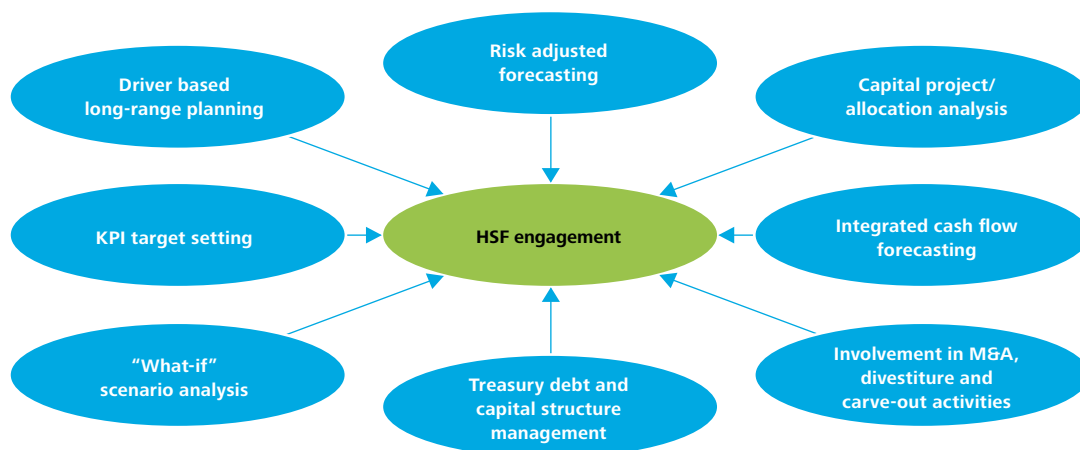 Risk adjusted
forecasting
Driver based
long-range planning
Capital project/
allocation analysis
KPI target setting
HSF engagement
Integrated cash flow
forecasting
“What-if”
scenario analysis
Treasury debt and
capital structure
management
Involvement in M&A,
divestiture and
carve-out activities